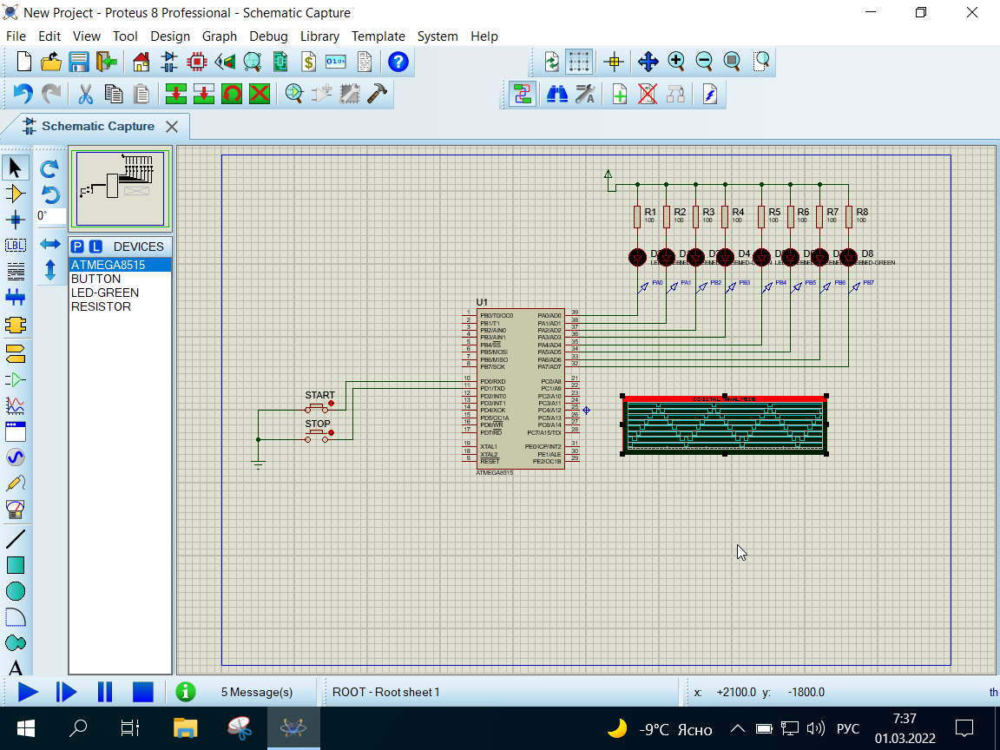 New Project - Proteus 8 Professional - Schematic Capture
File Edit View Tool Design Graph Debug Library Template System Help
Schematic Capture
0°
P L DEVICES
ATMEGA8515
BUTTON
LED-GREEN
RESISTOR
LBL
A
R1 R2 R3 R4 R5 R6 R7 R8
100 100 100 100 100 100 100 100
D4 D8
PA0 PA1 PB2 PB3 PB4 PB5 PB6 PB7
U1
1 PB0/T0/OC0 PA0/AD0 39
2 PB1/T1 PA1/AD1 38
3 PB2/AIN0 PA2/AD2 37
4 PB3/AIN1 PA3/AD3 36
5 PB4/SS PA4/AD4 35
6 PB5/MOSI PA5/AD5 34
7 PB6/MISO PA6/AD6 33
8 PB7/SCK PA7/AD7 32
10 PD0/RXD PC0/A8 21
11 PD1/TXD PC1/A9 22
12 PD2/INT0 PC2/A10 23
13 PD3/INT1 PC3/A11 24
14 PD4/XCK PC4/A12 25
15 PD5/OC1A PC5/A13 26
16 PD6/WR PC6/A14 27
17 PD7/RD PC7/A15/TDI 28
19 XTAL1 PE0/ICP/INT2 31
18 XTAL2 PE1/ALE 30
9 RESET PE2/OC1B 29
ATMEGA8515
START
STOP
DIGITAL ANALYSIS
5 Message(s) ROOT - Root sheet 1 x: +2100.0 y: -1800.0 th
-9°C Ясно РУС 7:37
01.03.2022